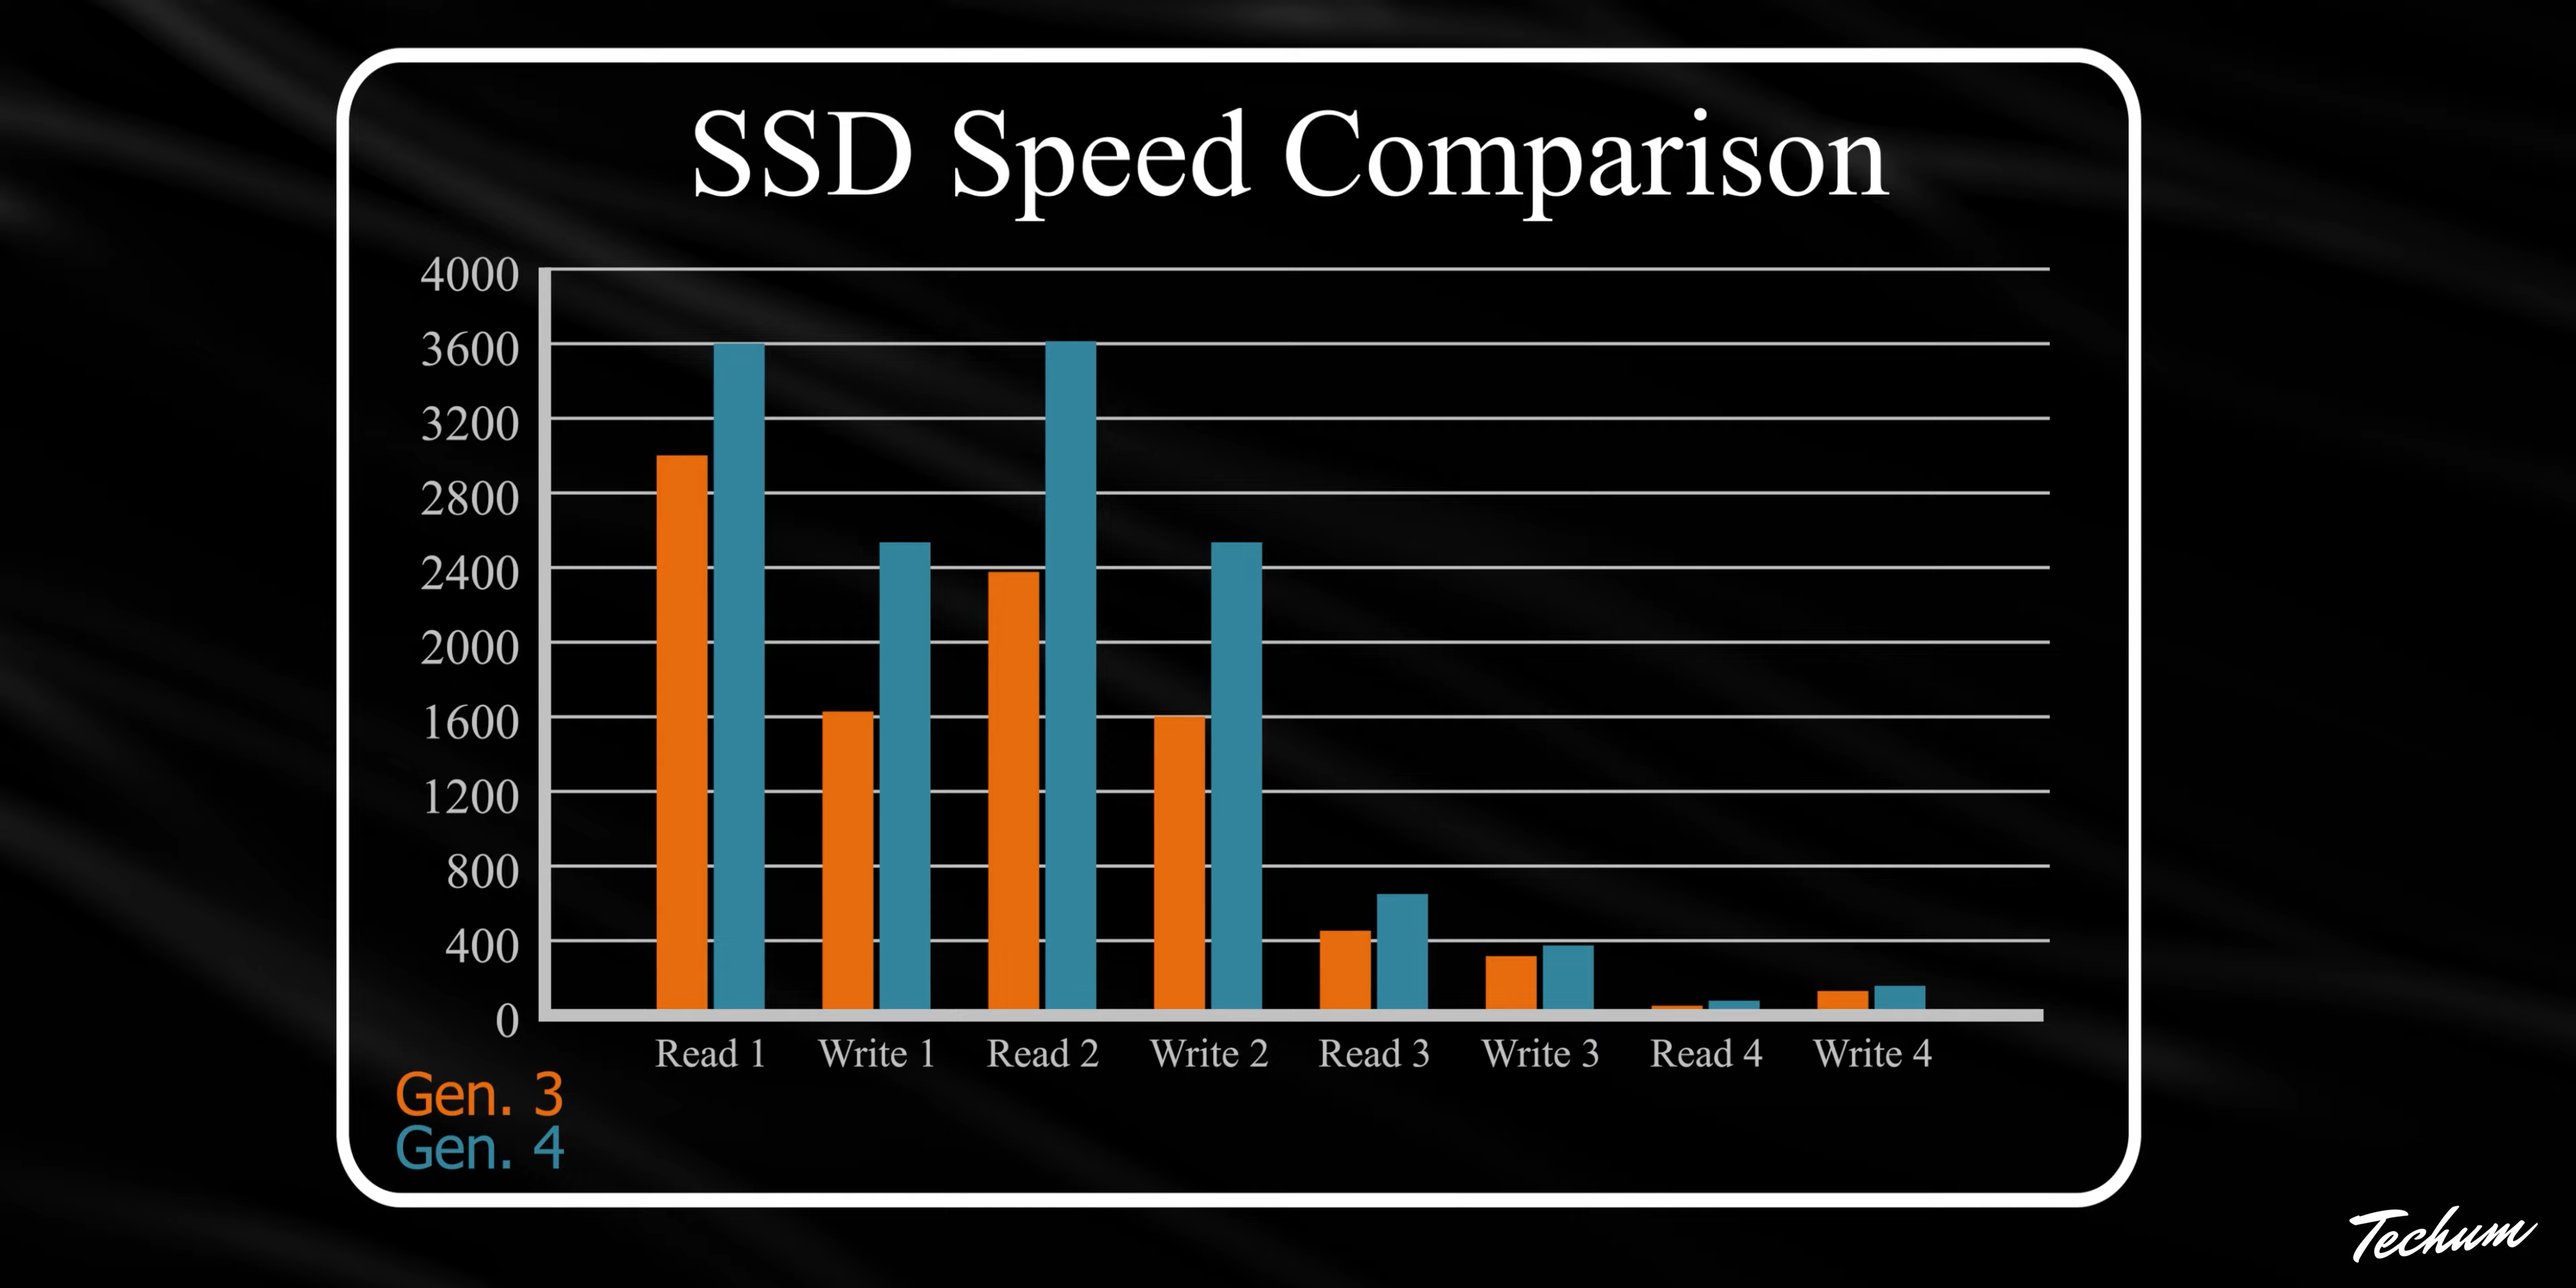 SSD Speed Comparison
4000
3600
3200
2800
2400
2000
1600
1200
800
400
0
Read 1 Write 1 Read 2 Write 2 Read 3 Write 3 Read 4 Write 4
Gen. 3
Gen. 4
Techum